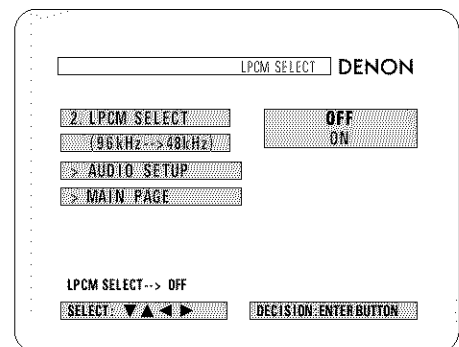 LPCM SELECT DENON
2. LPCM SELECT
(96kHz-->48kHz)
> AUDIO SETUP
> MAIN PAGE
OFF
ON
LPCM SELECT--> OFF
SELECT: ▼▲◀▶
DECISION:ENTER BUTTON